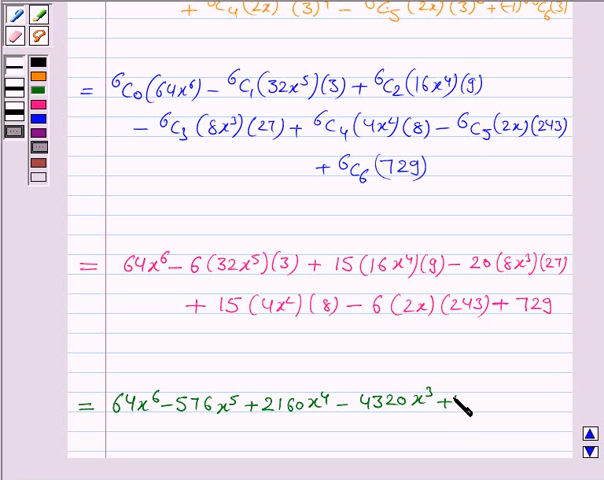 + ⁶C₄(2x)²(3)⁴ − ⁶C₅(2x)(3)⁵ + (-1)⁶ ⁶C₆(3)
= ⁶C₀(64x⁶) − ⁶C₁(32x⁵)(3) + ⁶C₂(16x⁴)(9)
− ⁶C₃(8x³)(27) + ⁶C₄(4x²)(8) − ⁶C₅(2x)(243)
+ ⁶C₆(729)
= 64x⁶ − 6(32x⁵)(3) + 15(16x⁴)(9) − 20(8x³)(27)
+ 15(4x²)(8) − 6(2x)(243) + 729
= 64x⁶ − 576x⁵ + 2160x⁴ − 4320x³ +